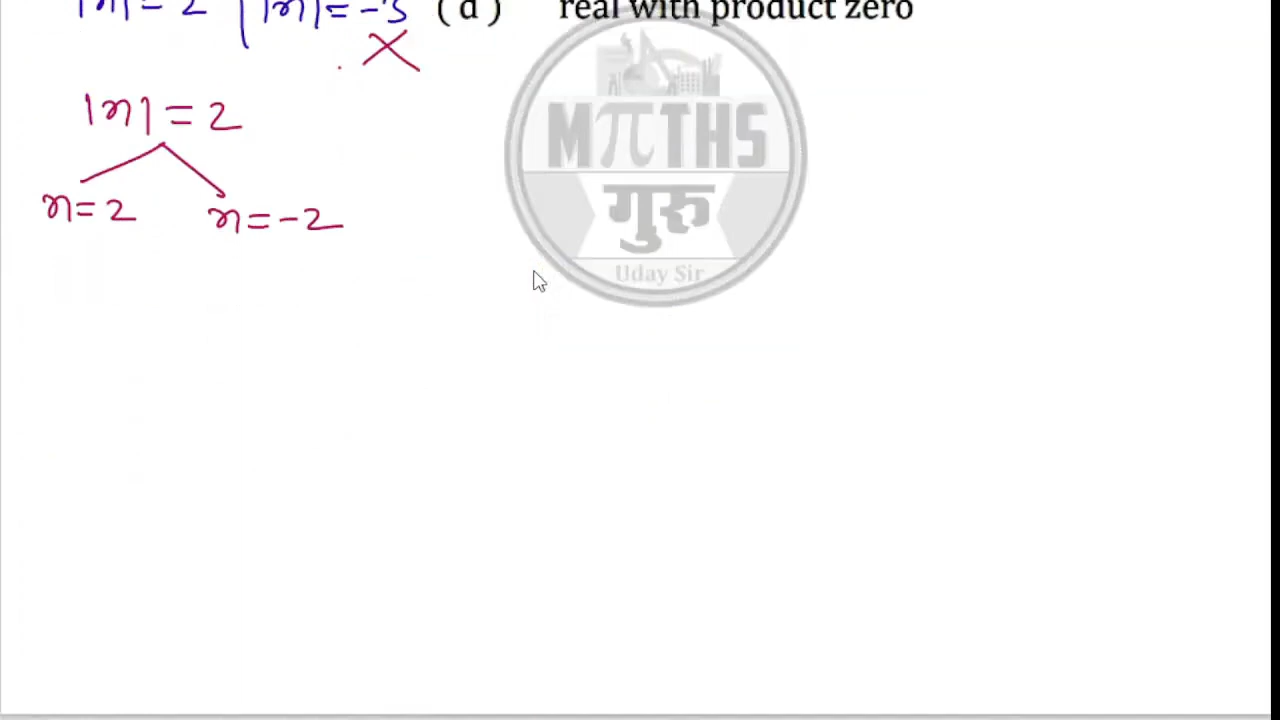 |x| = 2 | |x| = -3 (d) real with product zero
|x| = 2
x = 2 x = -2
MπTHS
गुरु
Uday Sir